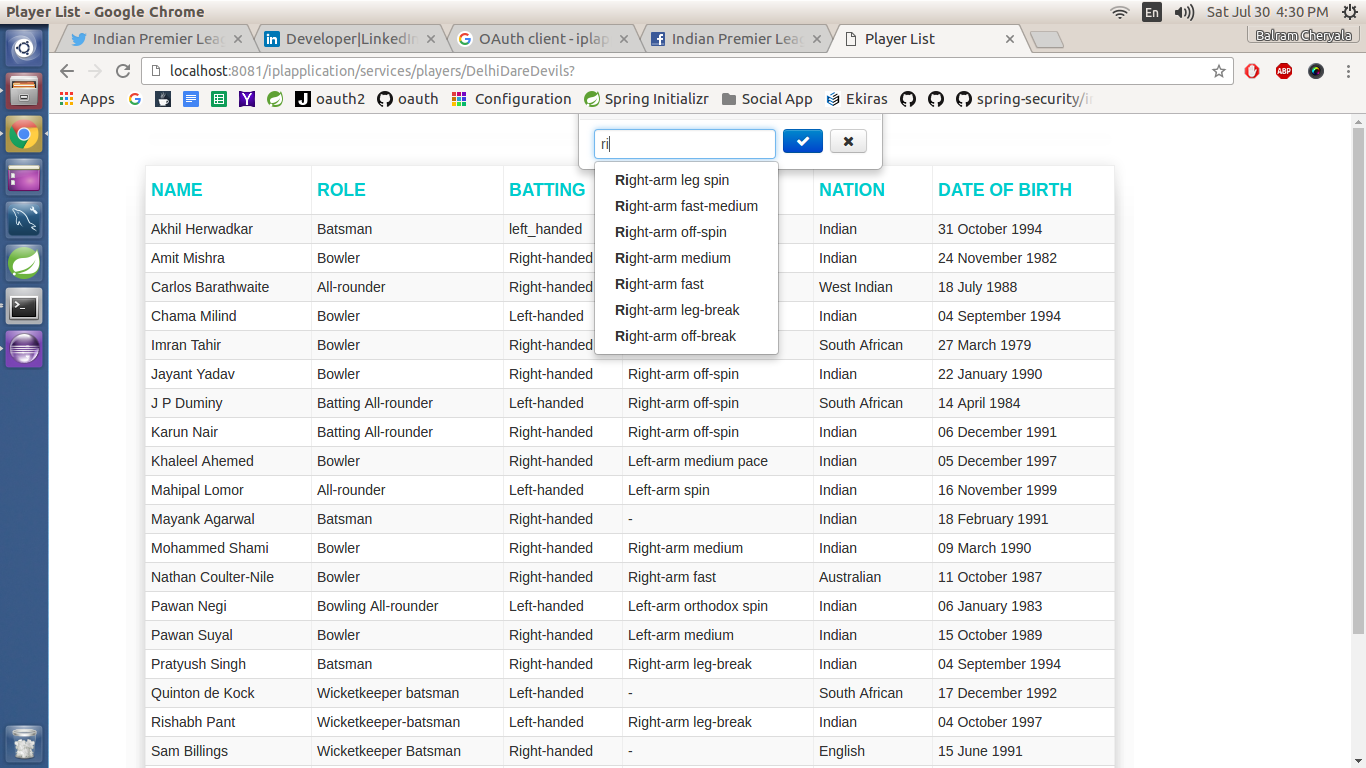 Player List - Google Chrome
En
Sat Jul 30 4:30 PM
Indian Premier Lea
Developer|LinkedIn
OAuth client - iplap
Indian Premier Lea
Player List
Balram Cheryala
localhost:8081/iplapplication/services/players/DelhiDareDevils?
ABP
Apps
oauth2
oauth
Configuration
Spring Initializr
Social App
Ekiras
spring-security/
ri
Right-arm leg spin
Right-arm fast-medium
Right-arm off-spin
Right-arm medium
Right-arm fast
Right-arm leg-break
Right-arm off-break
NAME ROLE BATTING NATION DATE OF BIRTH
Akhil Herwadkar Batsman left_handed Indian 31 October 1994
Amit Mishra Bowler Right-handed Indian 24 November 1982
Carlos Barathwaite All-rounder Right-handed West Indian 18 July 1988
Chama Milind Bowler Left-handed Indian 04 September 1994
Imran Tahir Bowler Right-handed South African 27 March 1979
Jayant Yadav Bowler Right-handed Right-arm off-spin Indian 22 January 1990
J P Duminy Batting All-rounder Left-handed Right-arm off-spin South African 14 April 1984
Karun Nair Batting All-rounder Right-handed Right-arm off-spin Indian 06 December 1991
Khaleel Ahemed Bowler Right-handed Left-arm medium pace Indian 05 December 1997
Mahipal Lomor All-rounder Left-handed Left-arm spin Indian 16 November 1999
Mayank Agarwal Batsman Right-handed - Indian 18 February 1991
Mohammed Shami Bowler Right-handed Right-arm medium Indian 09 March 1990
Nathan Coulter-Nile Bowler Right-handed Right-arm fast Australian 11 October 1987
Pawan Negi Bowling All-rounder Left-handed Left-arm orthodox spin Indian 06 January 1983
Pawan Suyal Bowler Right-handed Left-arm medium Indian 15 October 1989
Pratyush Singh Batsman Right-handed Right-arm leg-break Indian 04 September 1994
Quinton de Kock Wicketkeeper batsman Left-handed - South African 17 December 1992
Rishabh Pant Wicketkeeper-batsman Left-handed Right-arm leg-break Indian 04 October 1997
Sam Billings Wicketkeeper Batsman Right-handed - English 15 June 1991